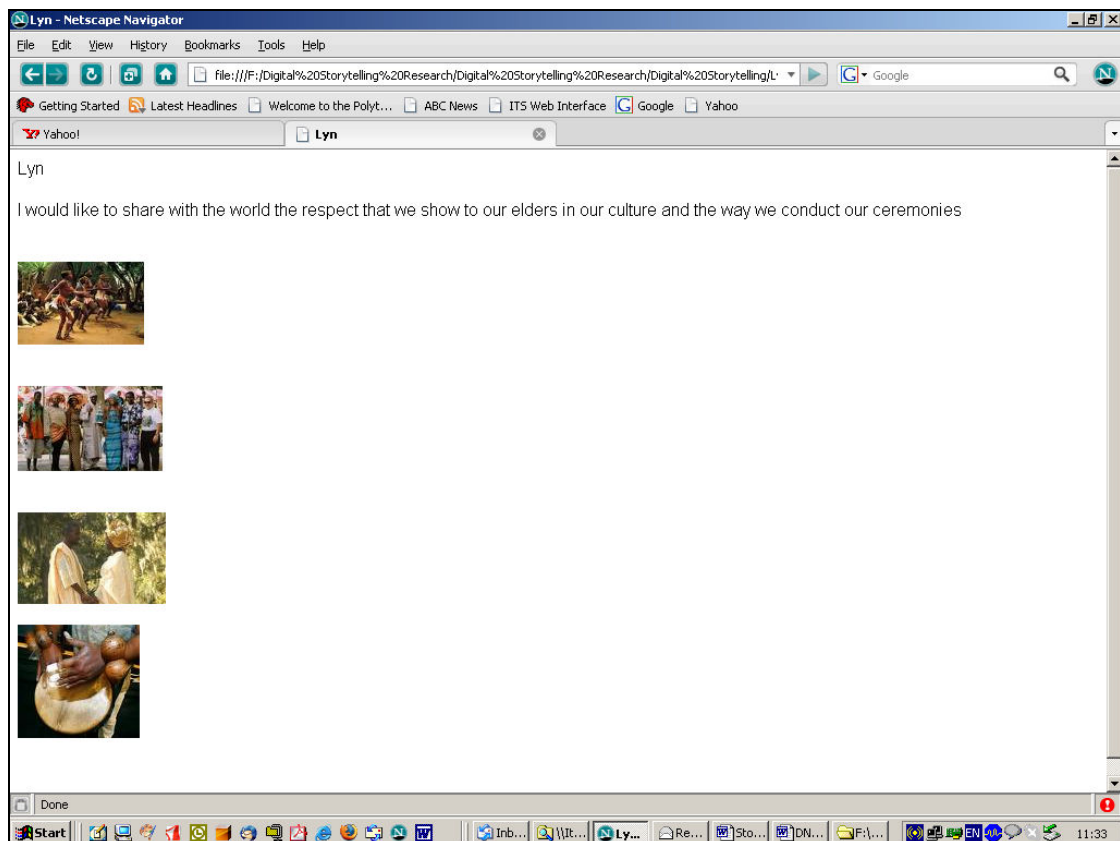 Lyn - Netscape Navigator
File Edit View History Bookmarks Tools Help
file:///F:/Digital%20Storytelling%20Research/Digital%20Storytelling%20Research/Digital%20Storytelling/L
G Google
Getting Started Latest Headlines Welcome to the Polyt... ABC News ITS Web Interface Google Yahoo
Yahoo! Lyn
Lyn
I would like to share with the world the respect that we show to our elders in our culture and the way we conduct our ceremonies
Done
Start Inb... \\It... Ly... Re... Sto... DN... F:\... EN 11:33